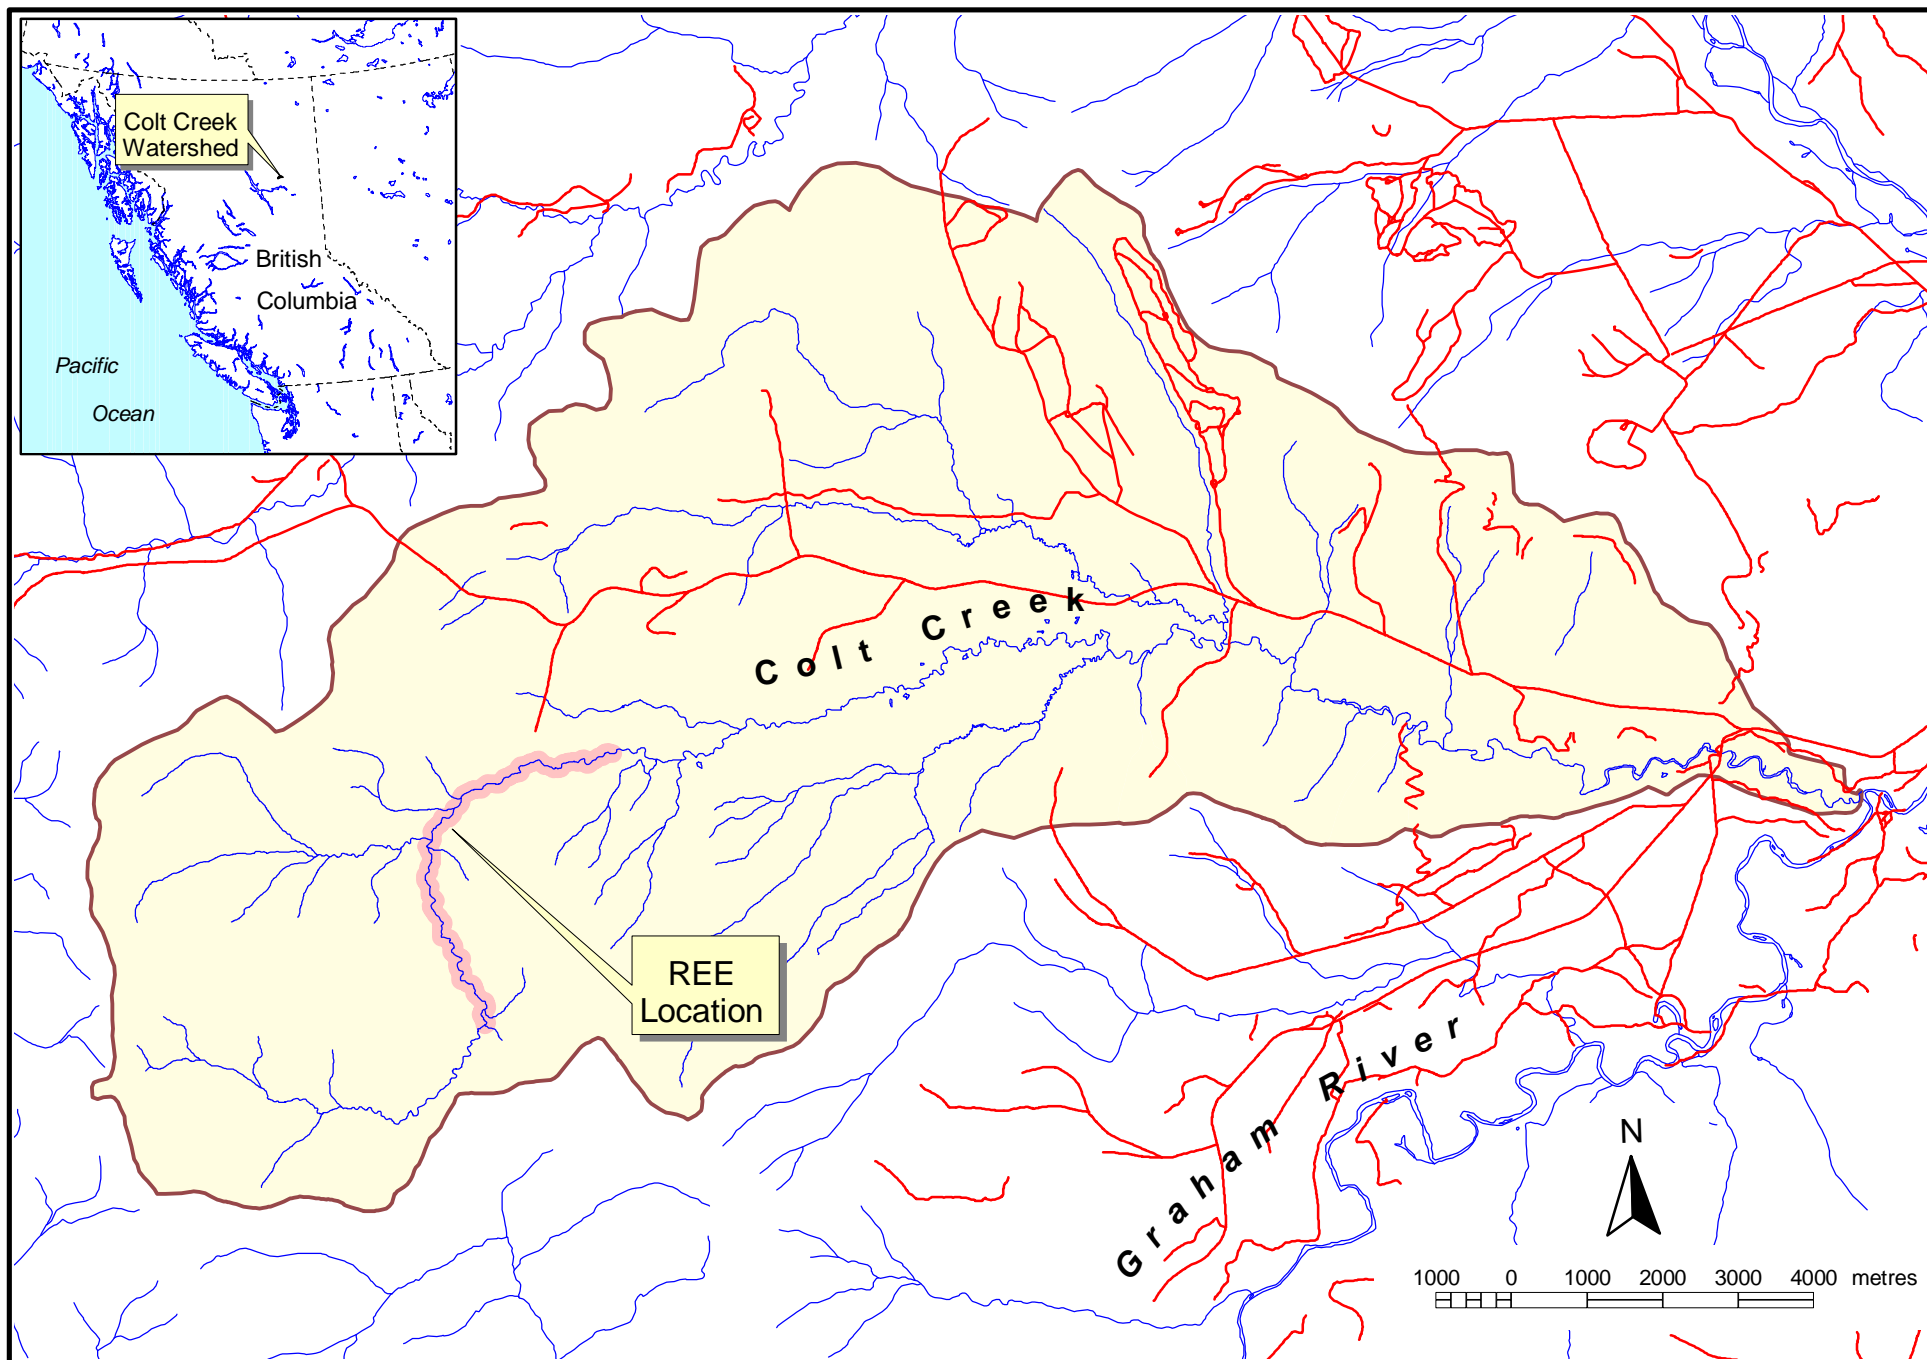 Colt Creek
Watershed
British
Columbia
Pacific
Ocean
Colt Creek
REE
Location
Graham River
N
1000 0 1000 2000 3000 4000 metres